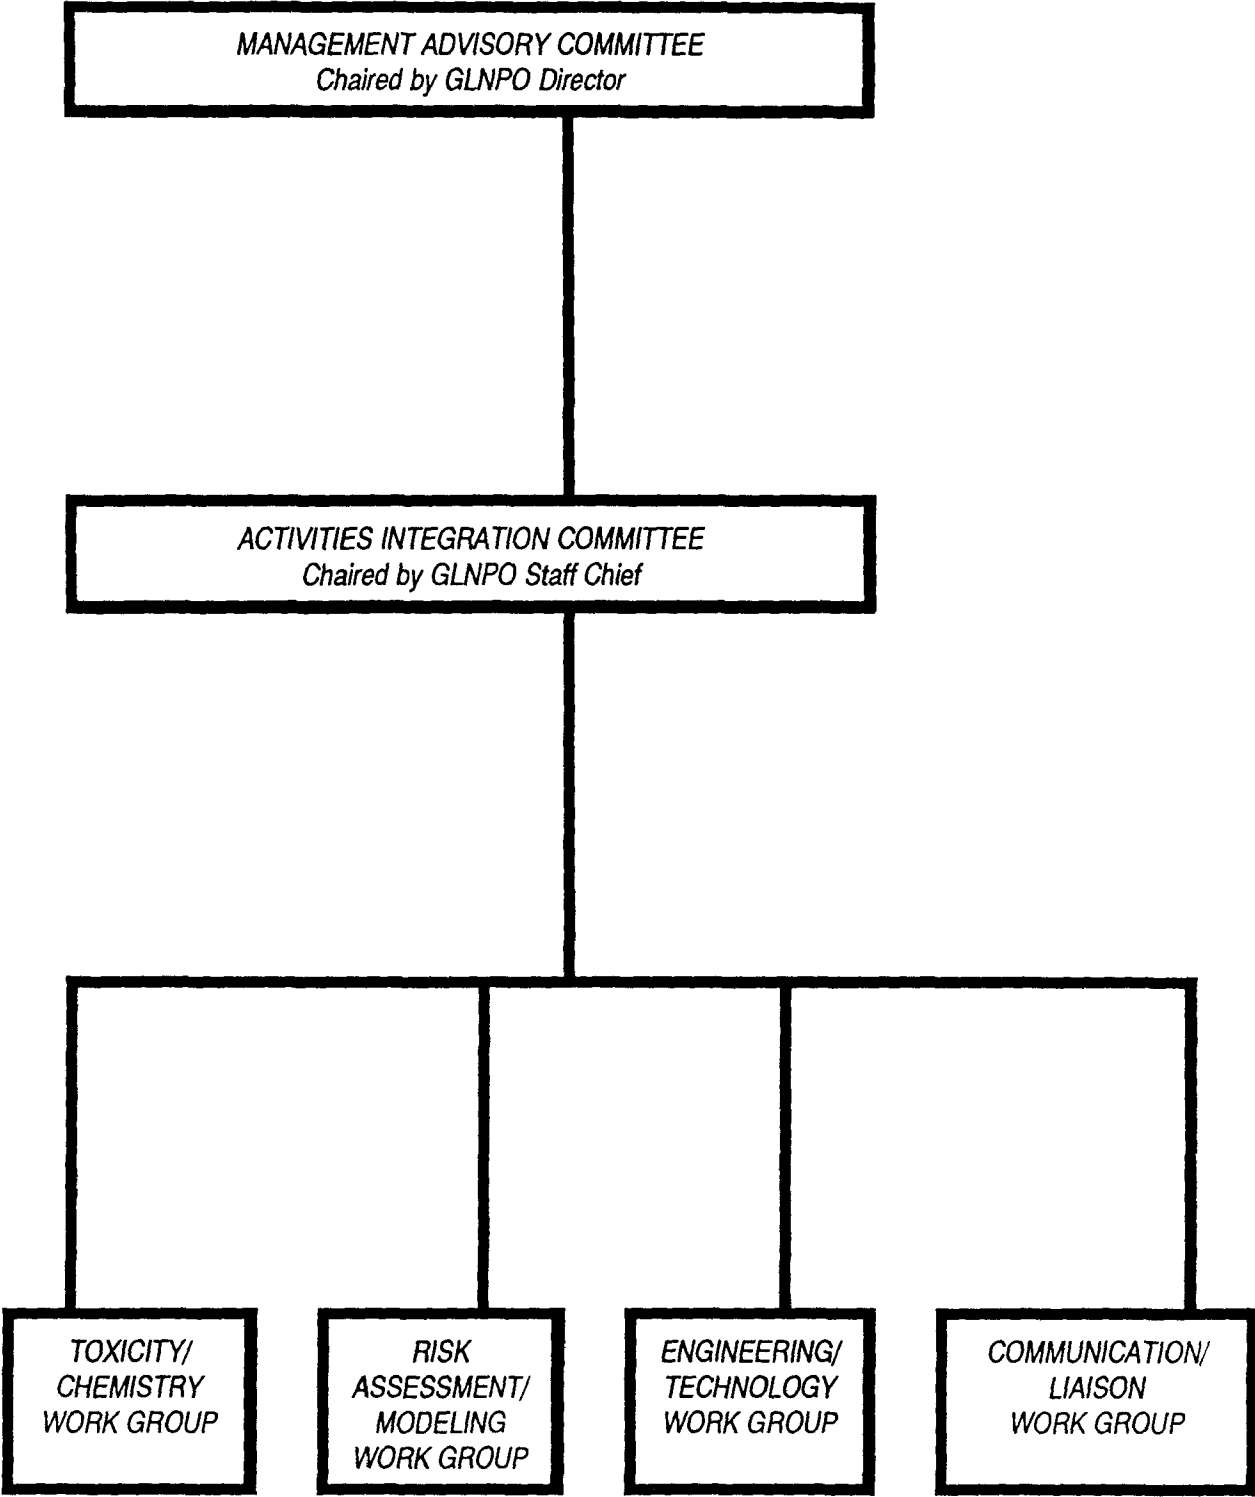 MANAGEMENT ADVISORY COMMITTEE
Chaired by GLNPO Director
ACTIVITIES INTEGRATION COMMITTEE
Chaired by GLNPO Staff Chief
TOXICITY/
CHEMISTRY
WORK GROUP
RISK
ASSESSMENT/
MODELING
WORK GROUP
ENGINEERING/
TECHNOLOGY
WORK GROUP
COMMUNICATION/
LIAISON
WORK GROUP